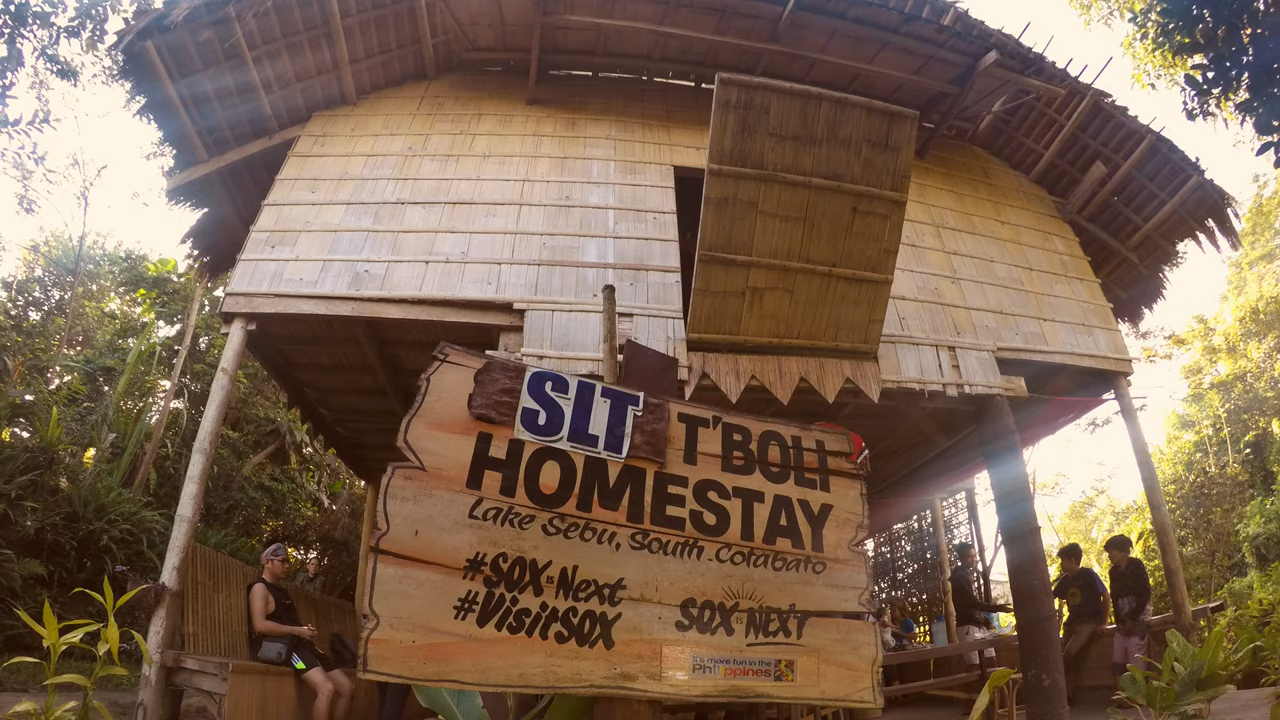 SLT T'BOLI
HOMESTAY
Lake Sebu, South Cotabato
#SOX is Next
#VisitSOX
SOX is NEXT
It's more fun in the
Philippines